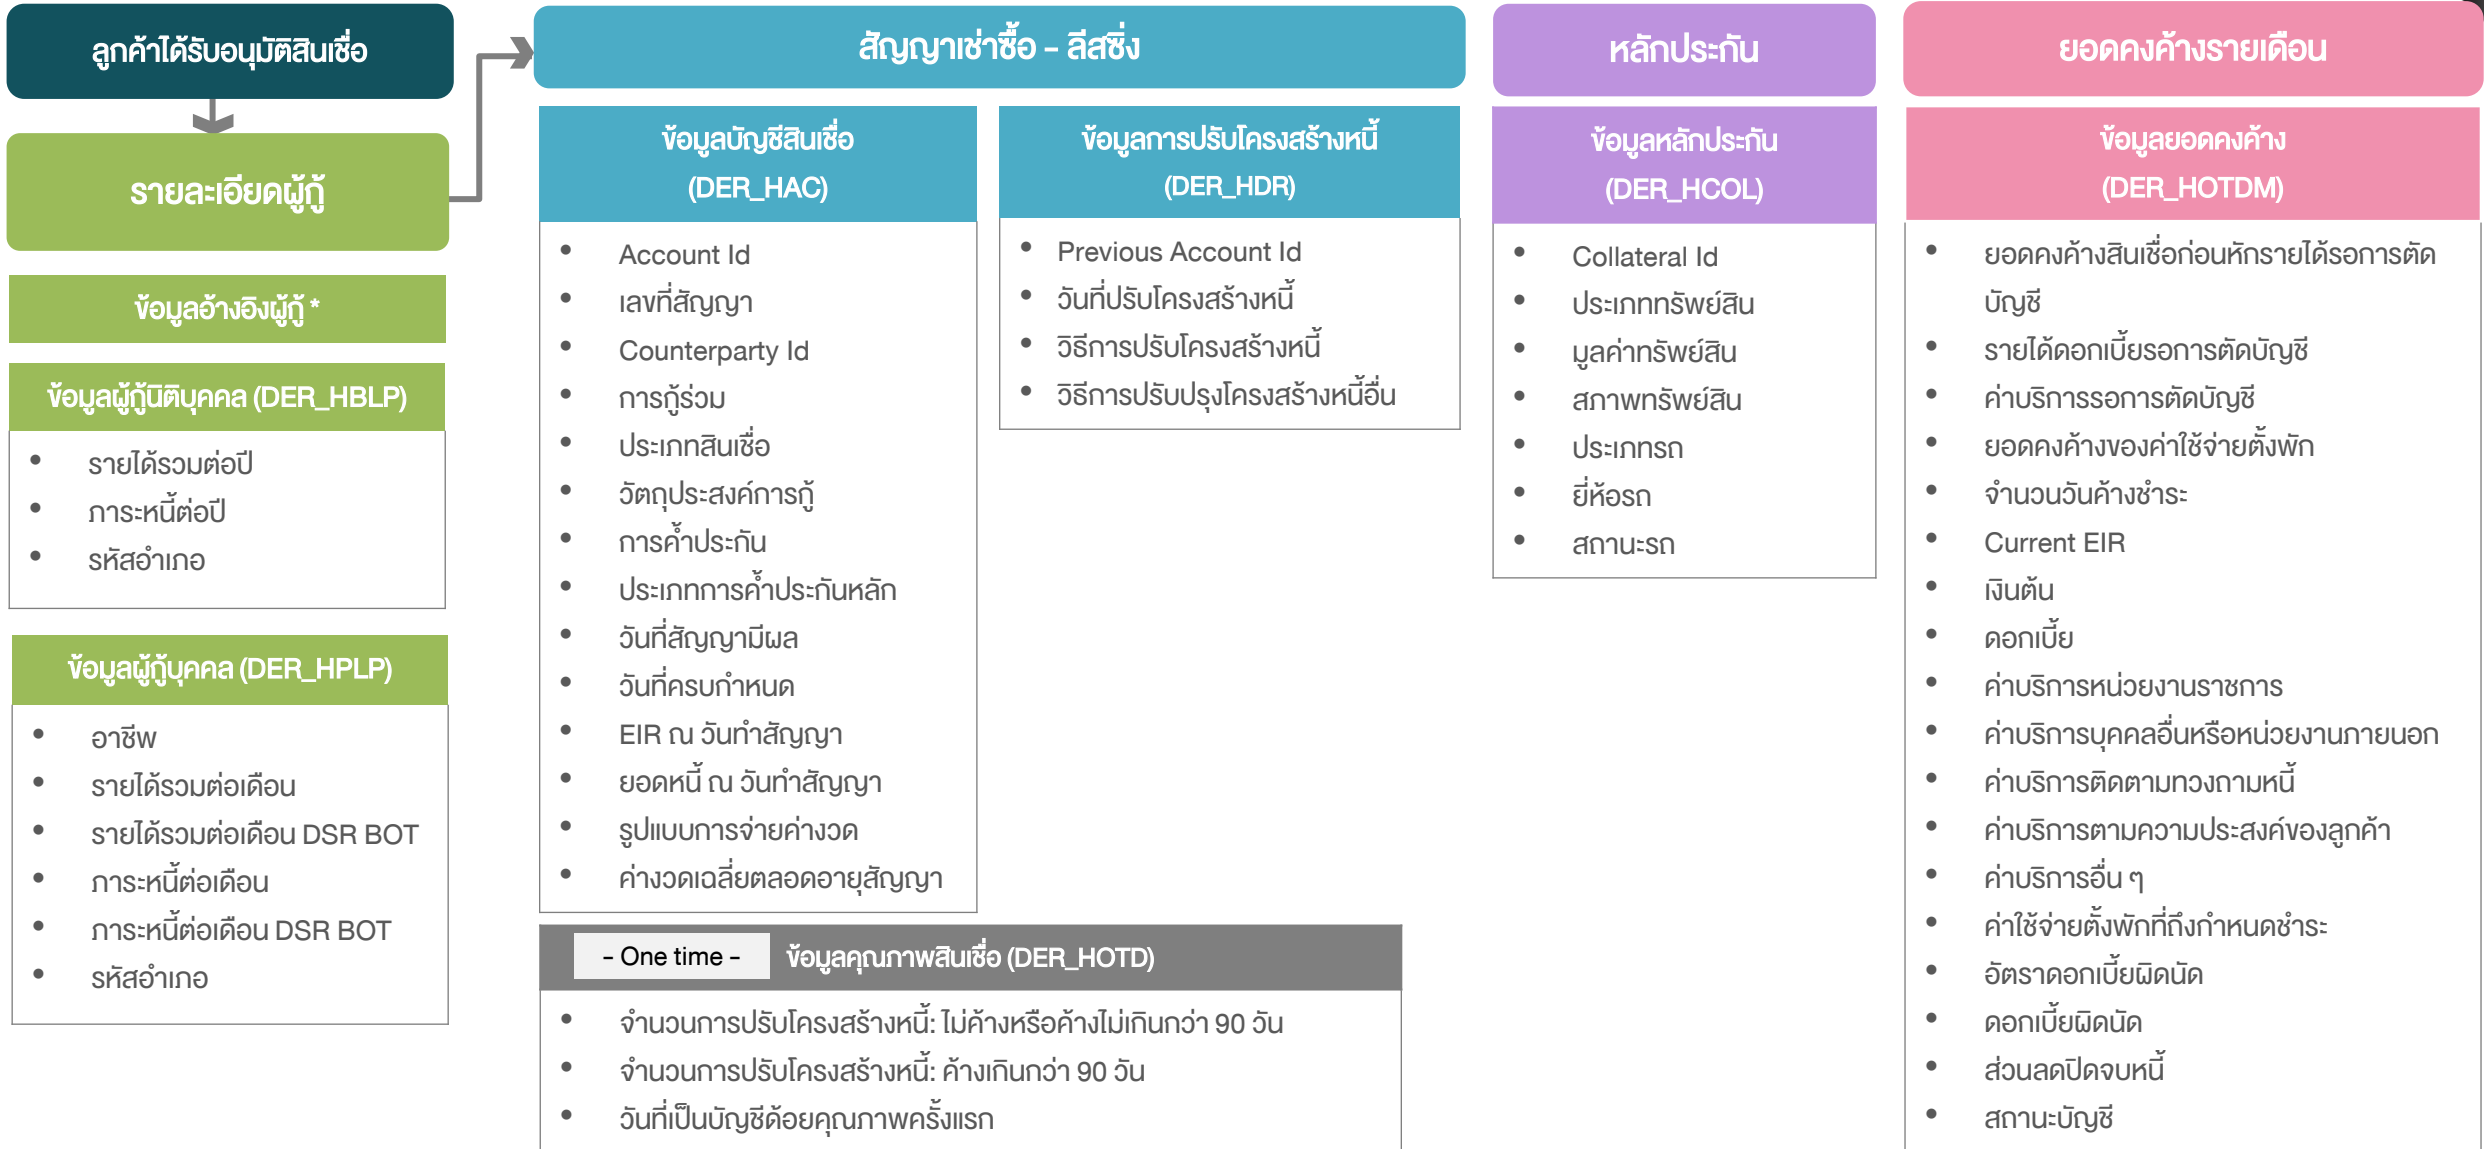 ลูกค้าได้รับอนุมัติสินเชื่อ
รายละเอียดผู้กู้
ข้อมูลอ้างอิงผู้กู้ *
ข้อมูลผู้กู้นิติบุคคล (DER_HBLP)
• รายได้รวมต่อปี
• ภาระหนี้ต่อปี
• รหัสอำเภอ
ข้อมูลผู้กู้บุคคล (DER_HPLP)
• อาชีพ
• รายได้รวมต่อเดือน
• รายได้รวมต่อเดือน DSR BOT
• ภาระหนี้ต่อเดือน
• ภาระหนี้ต่อเดือน DSR BOT
• รหัสอำเภอ
สัญญาเช่าซื้อ - ลีสซิ่ง
ข้อมูลบัญชีสินเชื่อ
(DER_HAC)
• Account Id
• เลขที่สัญญา
• Counterparty Id
• การกู้ร่วม
• ประเภทสินเชื่อ
• วัตถุประสงค์การกู้
• การค้ำประกัน
• ประเภทการค้ำประกันหลัก
• วันที่สัญญามีผล
• วันที่ครบกำหนด
• EIR ณ วันทำสัญญา
• ยอดหนี้ ณ วันทำสัญญา
• รูปแบบการจ่ายค่างวด
• ค่างวดเฉลี่ยตลอดอายุสัญญา
ข้อมูลการปรับโครงสร้างหนี้
(DER_HDR)
• Previous Account Id
• วันที่ปรับโครงสร้างหนี้
• วิธีการปรับโครงสร้างหนี้
• วิธีการปรับปรุงโครงสร้างหนี้อื่น
- One time - ข้อมูลคุณภาพสินเชื่อ (DER_HOTD)
• จำนวนการปรับโครงสร้างหนี้: ไม่ค้างหรือค้างไม่เกินกว่า 90 วัน
• จำนวนการปรับโครงสร้างหนี้: ค้างเกินกว่า 90 วัน
• วันที่เป็นบัญชีด้อยคุณภาพครั้งแรก
หลักประกัน
ข้อมูลหลักประกัน
(DER_HCOL)
• Collateral Id
• ประเภททรัพย์สิน
• มูลค่าทรัพย์สิน
• สภาพทรัพย์สิน
• ประเภทรถ
• ยี่ห้อรถ
• สถานะรถ
ยอดคงค้างรายเดือน
ข้อมูลยอดคงค้าง
(DER_HOTDM)
• ยอดคงค้างสินเชื่อก่อนหักรายได้รอการตัด
บัญชี
• รายได้ดอกเบี้ยรอการตัดบัญชี
• ค่าบริการรอการตัดบัญชี
• ยอดคงค้างของค่าใช้จ่ายตั้งพัก
• จำนวนวันค้างชำระ
• Current EIR
• เงินต้น
• ดอกเบี้ย
• ค่าบริการหน่วยงานราชการ
• ค่าบริการบุคคลอื่นหรือหน่วยงานภายนอก
• ค่าบริการติดตามทวงถามหนี้
• ค่าบริการตามความประสงค์ของลูกค้า
• ค่าบริการอื่น ๆ
• ค่าใช้จ่ายตั้งพักที่ถึงกำหนดชำระ
• อัตราดอกเบี้ยผิดนัด
• ดอกเบี้ยผิดนัด
• ส่วนลดปิดจบหนี้
• สถานะบัญชี